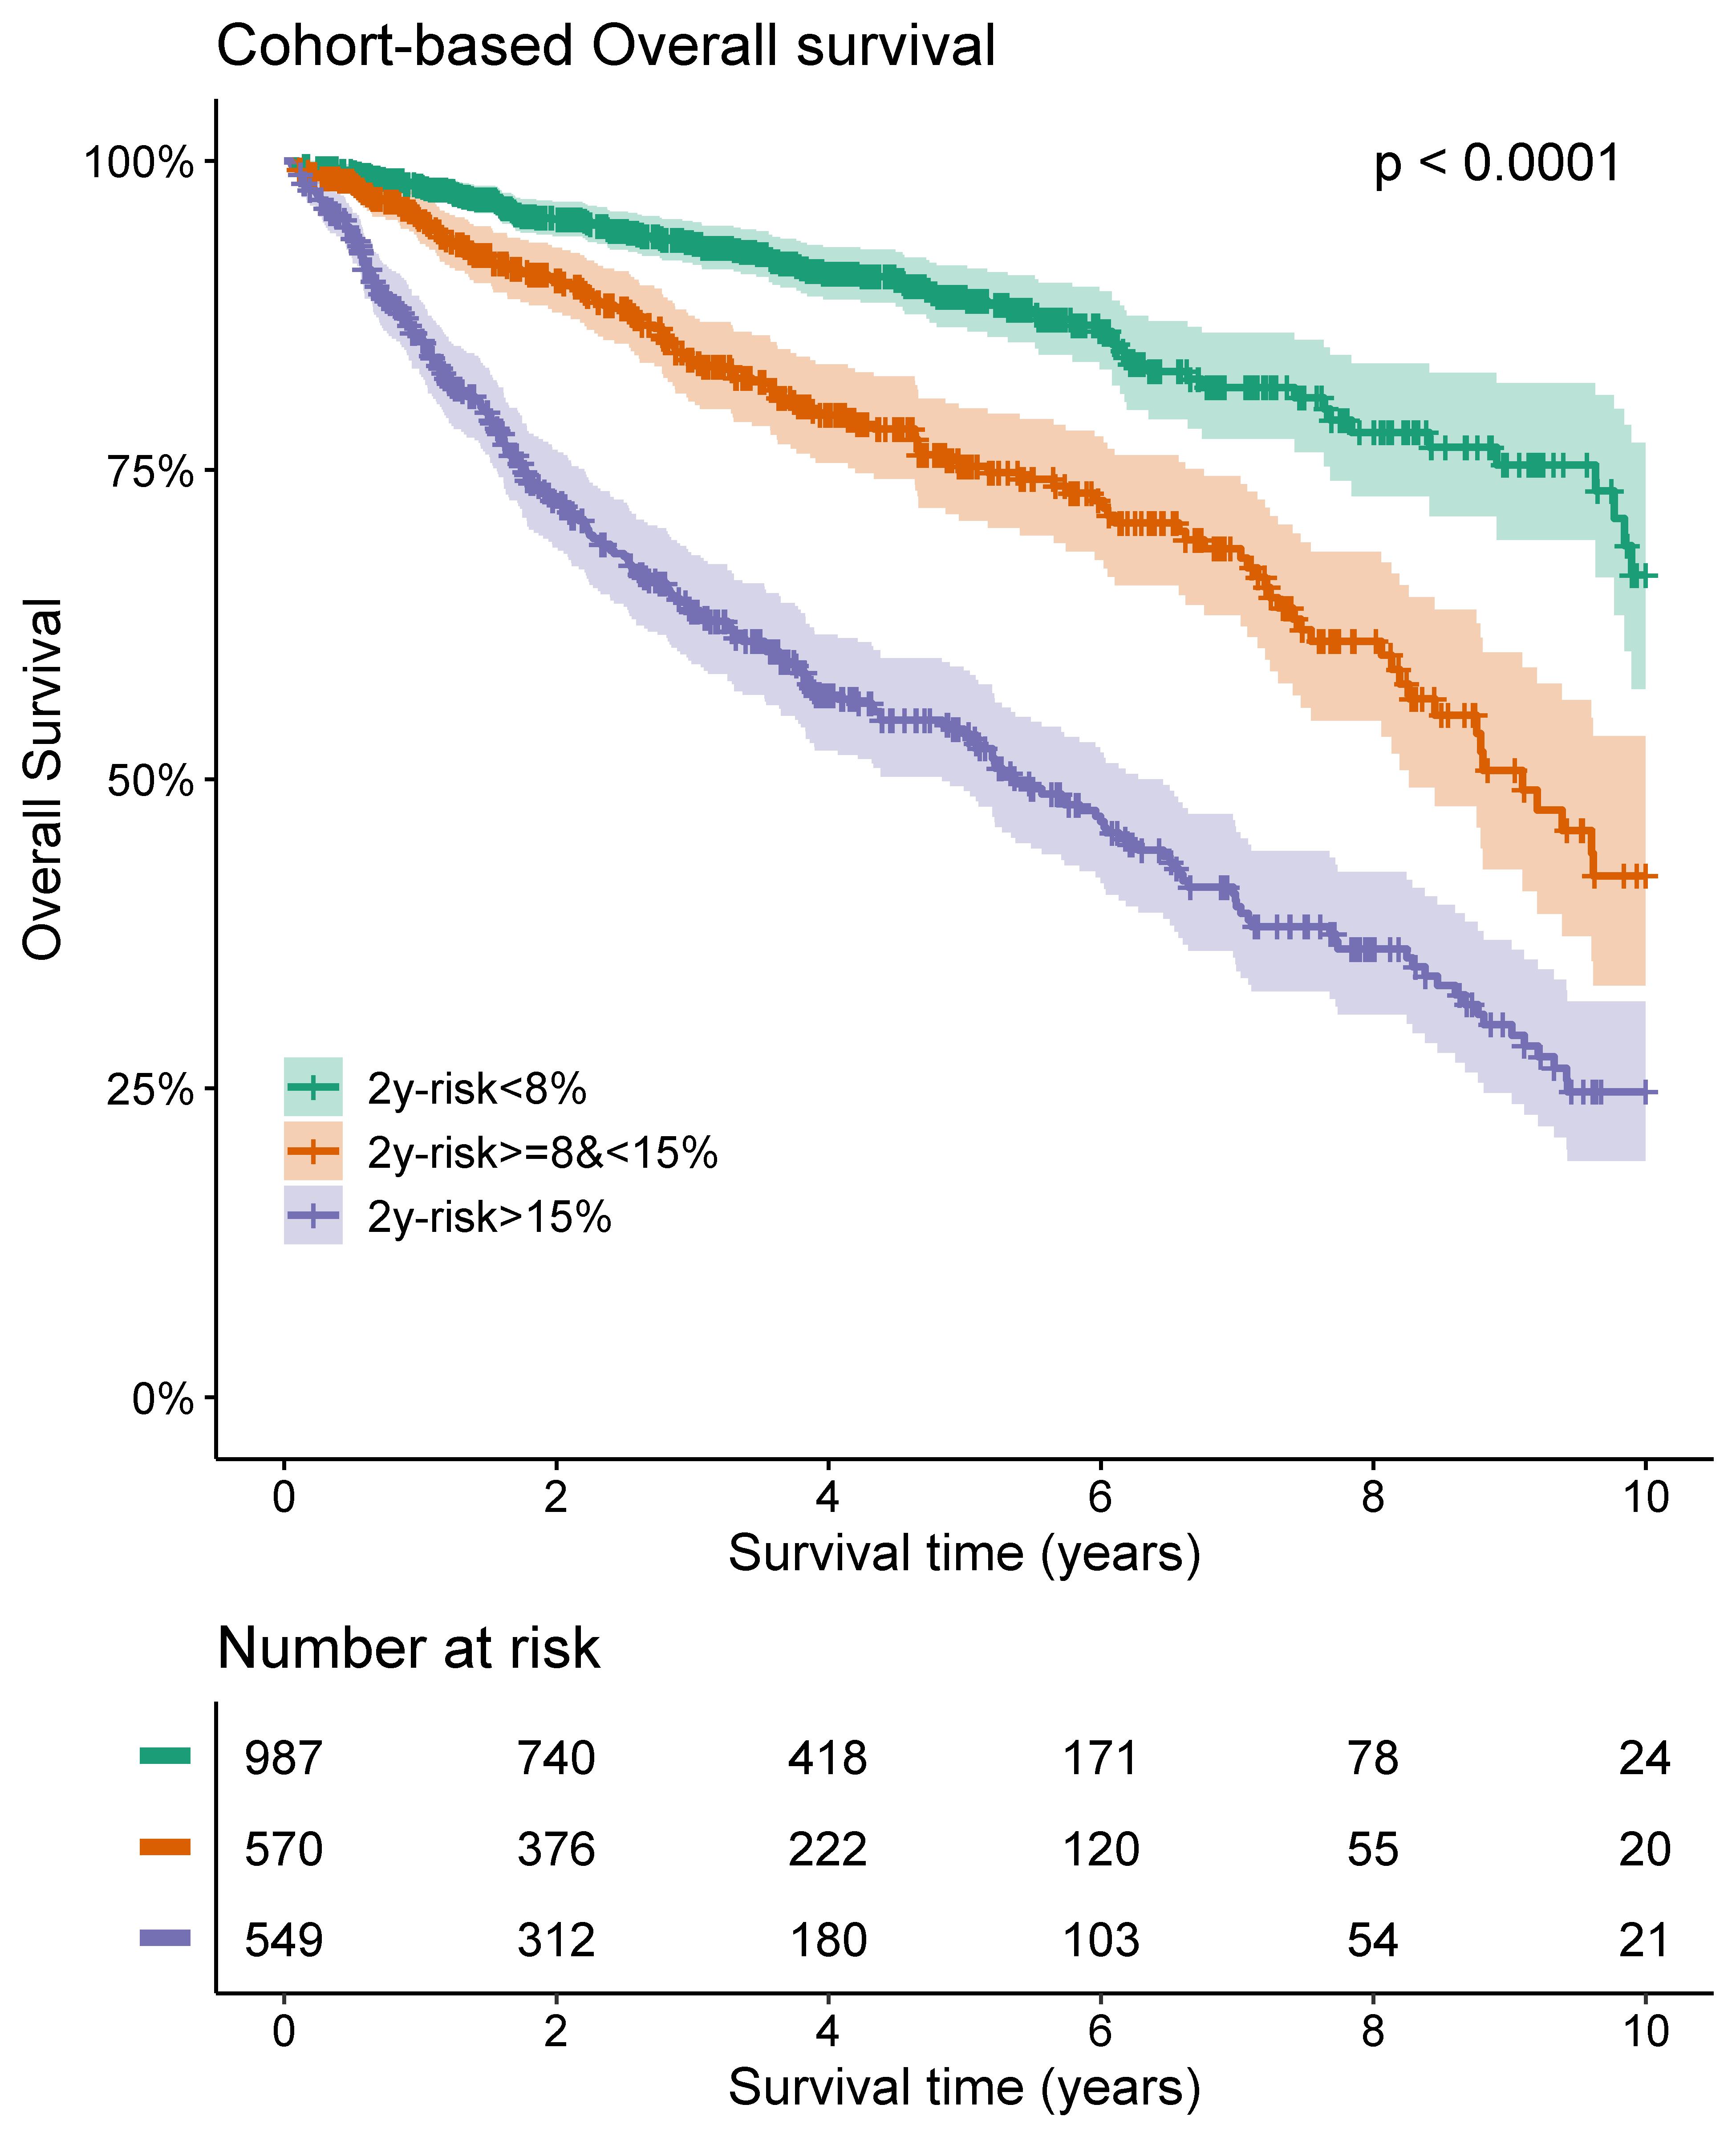 Cohort-based Overall survival
p < 0.0001
100%
75%
50%
25%
0%
Overall Survival
2y-risk<8%
2y-risk>=8&<15%
2y-risk>15%
0 2 4 6 8 10
Survival time (years)
Number at risk
987 740 418 171 78 24
570 376 222 120 55 20
549 312 180 103 54 21
0 2 4 6 8 10
Survival time (years)